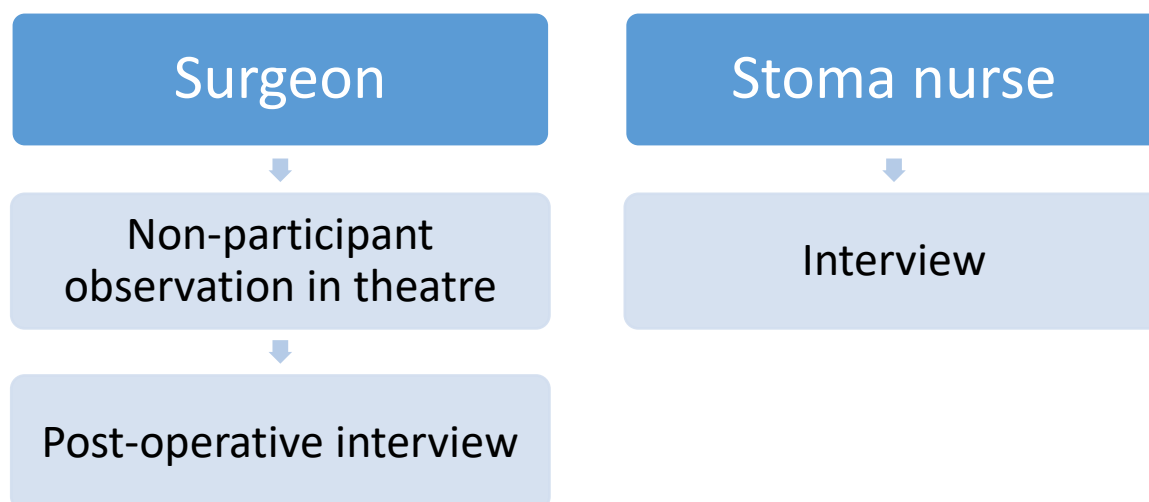 Surgeon
Non-participant
observation in theatre
Post-operative interview
Stoma nurse
Interview